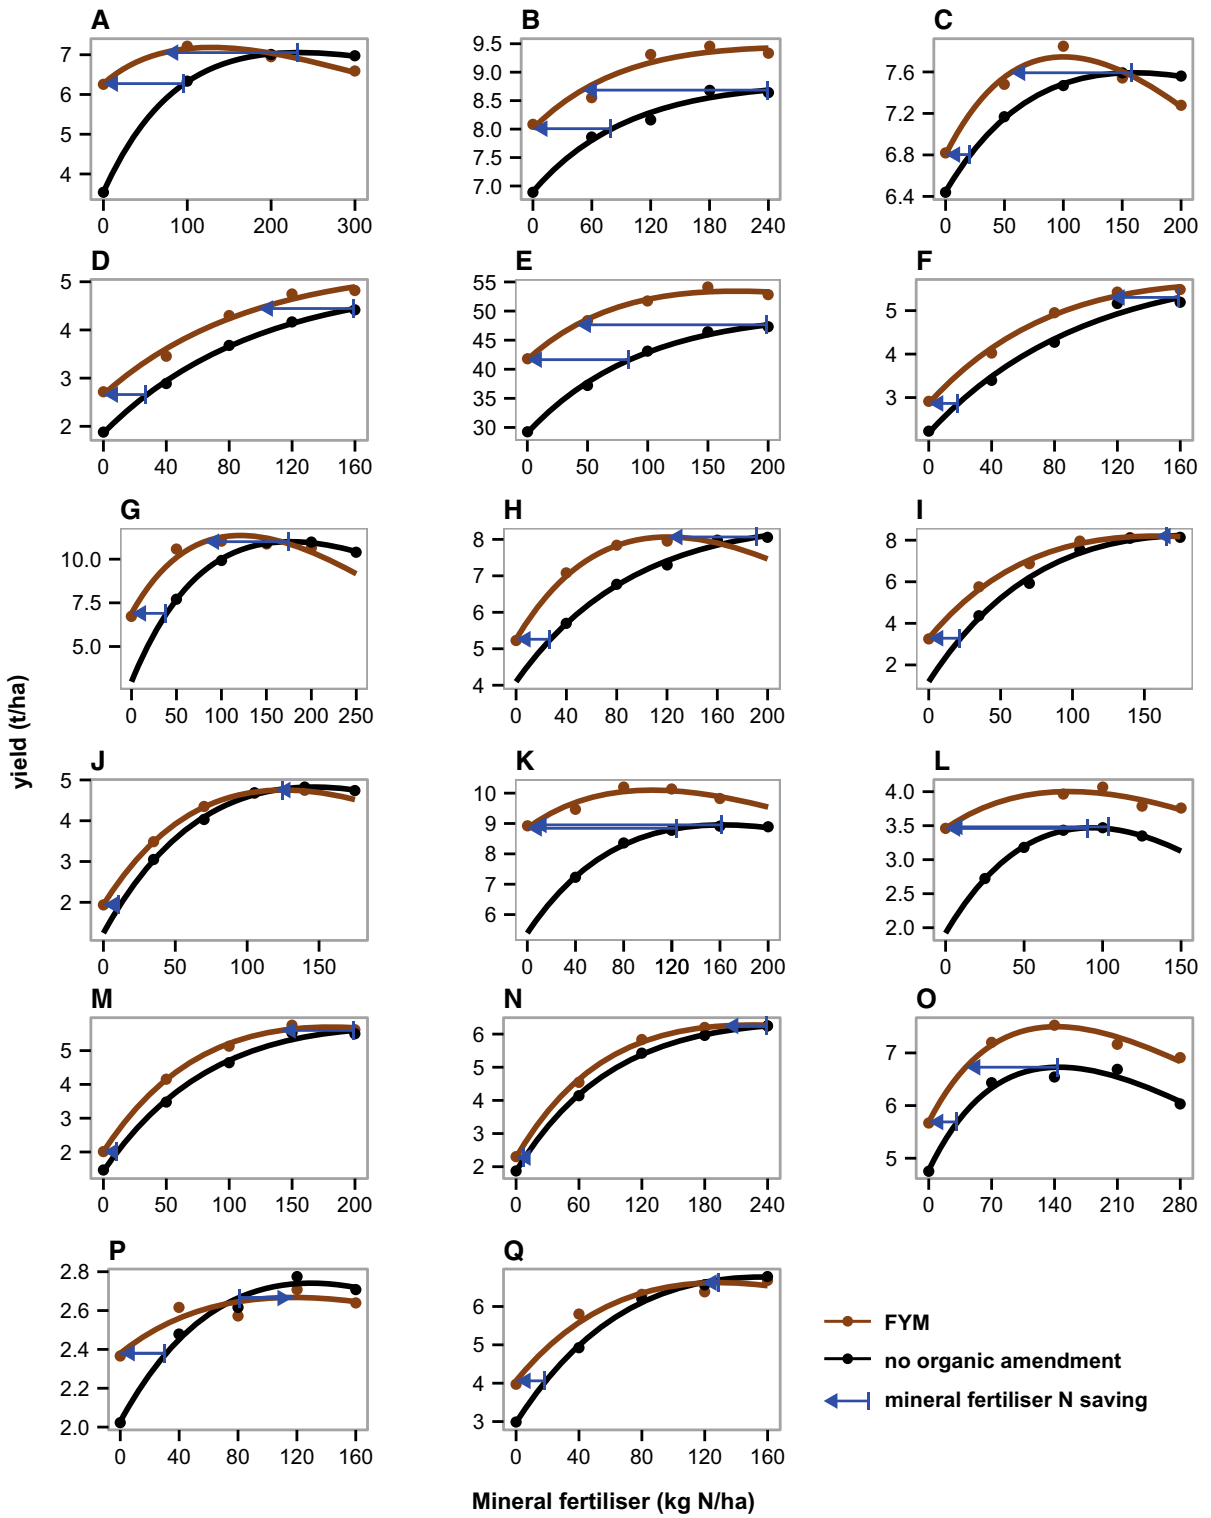 A
7
6
5
4
0 100 200 300
B
9.5
9.0
8.5
8.0
7.5
7.0
0 60 120 180 240
C
7.6
7.2
6.8
6.4
0 50 100 150 200
D
5
4
3
2
0 40 80 120 160
E
55
50
45
40
35
30
0 50 100 150 200
F
5
4
3
0 40 80 120 160
G
10.0
7.5
5.0
0 50 100 150 200 250
H
8
7
6
5
4
0 40 80 120 160 200
I
8
6
4
2
0 50 100 150
yield (t/ha)
J
5
4
3
2
0 50 100 150
K
10
9
8
7
6
0 40 80 120 160 200
L
4.0
3.5
3.0
2.5
2.0
0 50 100 150
M
5
4
3
2
0 50 100 150 200
N
6
5
4
3
2
0 60 120 180 240
O
7
6
5
0 70 140 210 280
P
2.8
2.6
2.4
2.2
2.0
0 40 80 120 160
Q
6
5
4
3
0 40 80 120 160
FYM
no organic amendment
mineral fertiliser N saving
Mineral fertiliser (kg N/ha)